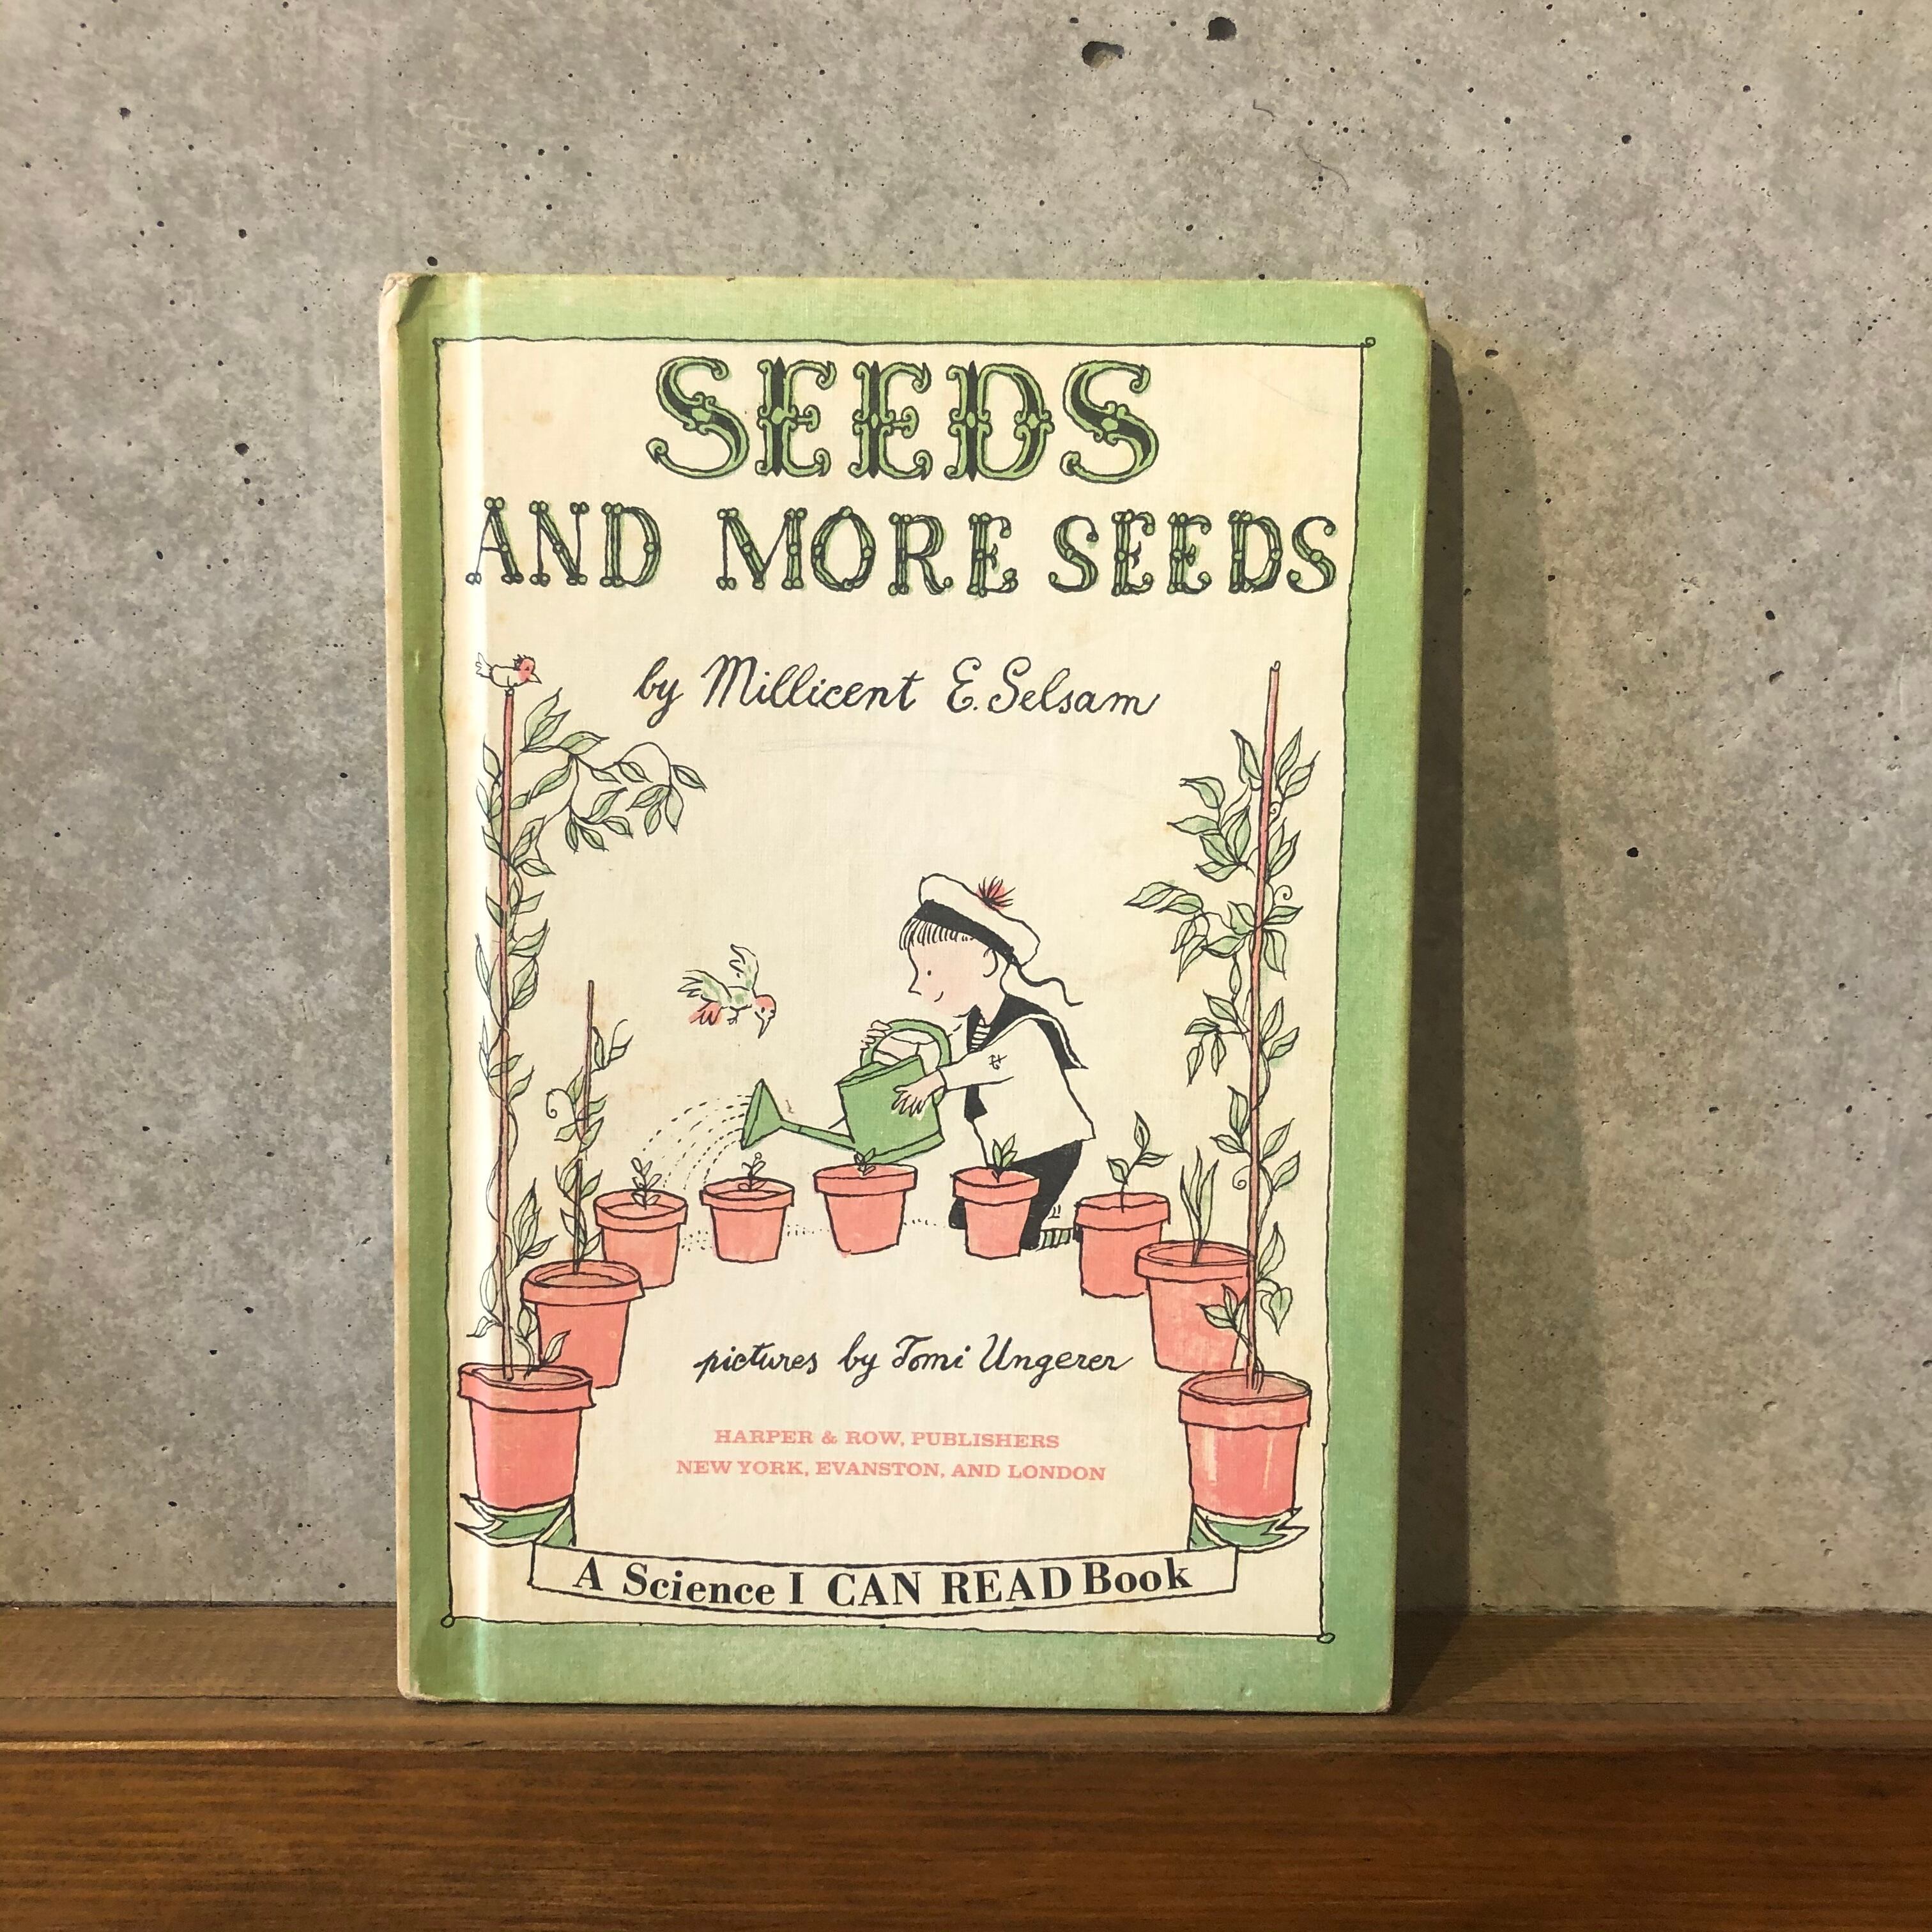 SEEDS
AND MORE SEEDS
by Millicent E. Selsam
pictures by Tomi Ungerer
HARPER & ROW, PUBLISHERS
NEW YORK, EVANSTON, AND LONDON
A Science I CAN READ Book